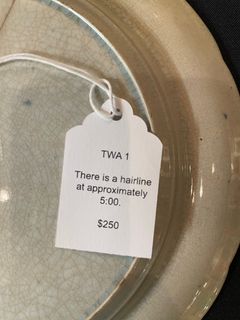 TWA 1
There is a hairline
at approximately
5:00.
$250